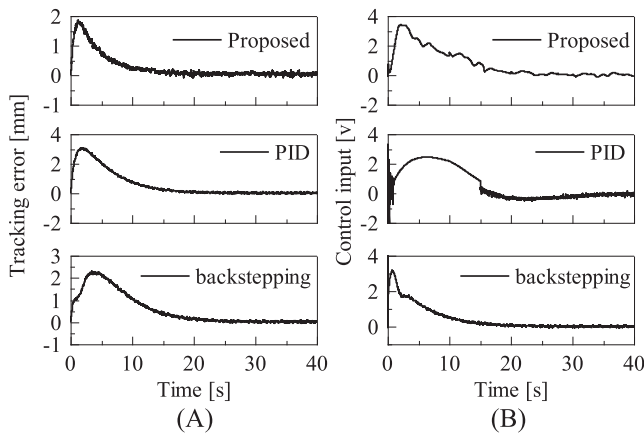 Tracking error [mm]
2
1
0
-1
Proposed
4
2
0
-2
PID
3
2
1
0
-1
backstepping
0 10 20 30 40
Time [s]
(A)
Control input [v]
4
2
0
-2
Proposed
4
2
0
-2
PID
4
2
0
backstepping
0 10 20 30 40
Time [s]
(B)